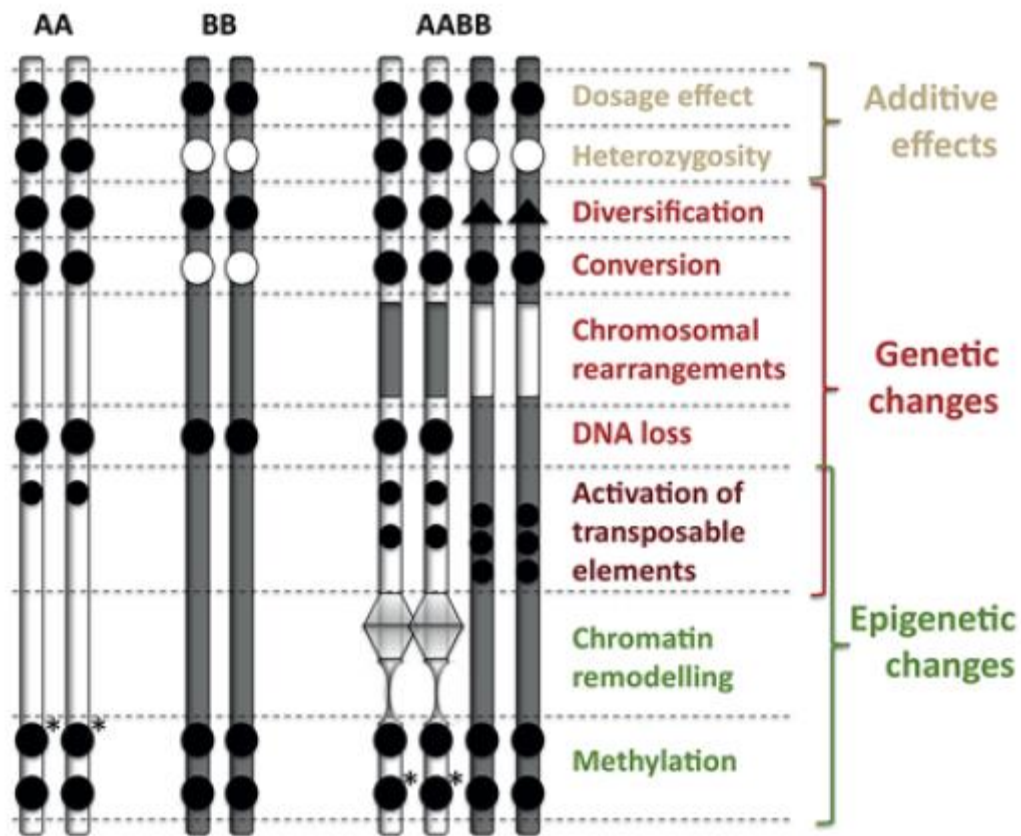 AA BB AABB
Dosage effect
Heterozygosity
Additive
effects
Diversification
Conversion
Chromosomal
rearrangements
DNA loss
Genetic
changes
Activation of
transposable
elements
Chromatin
remodelling
* *
Methylation
* *
Epigenetic
changes